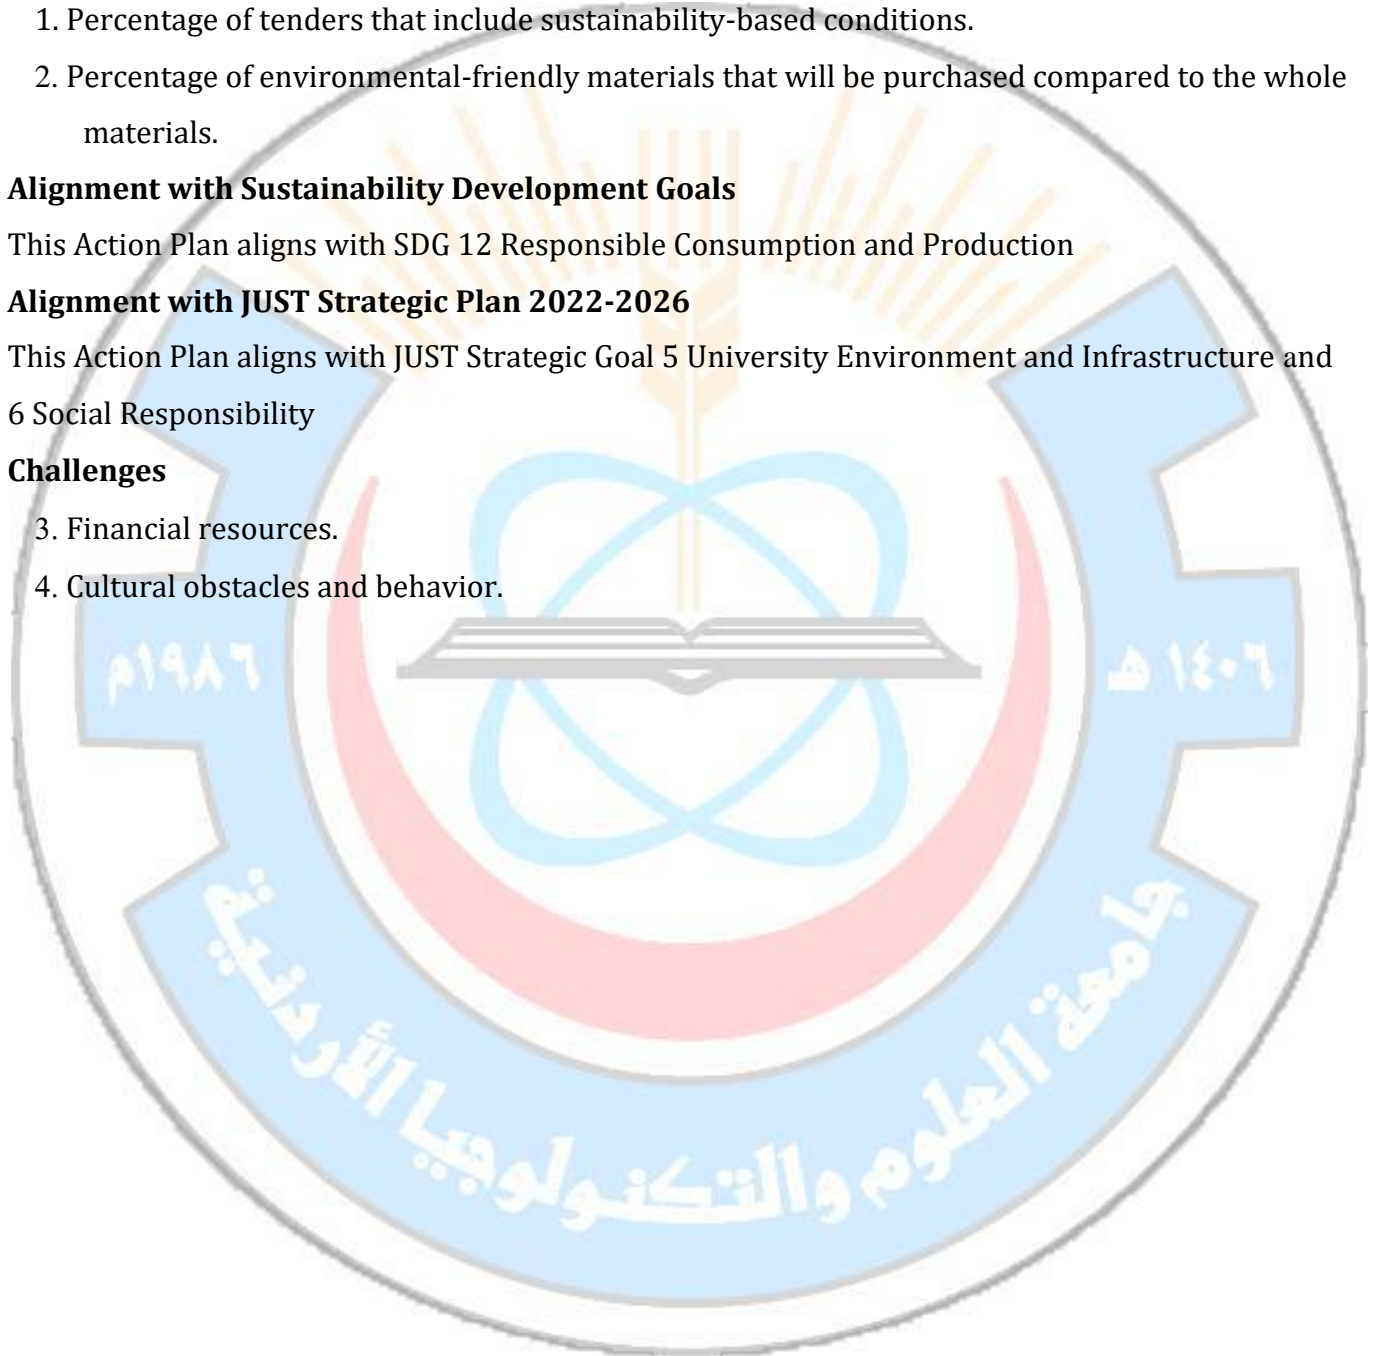 1. Percentage of tenders that include sustainability-based conditions.
2. Percentage of environmental-friendly materials that will be purchased compared to the whole
materials.
Alignment with Sustainability Development Goals
This Action Plan aligns with SDG 12 Responsible Consumption and Production
Alignment with JUST Strategic Plan 2022-2026
This Action Plan aligns with JUST Strategic Goal 5 University Environment and Infrastructure and
6 Social Responsibility
Challenges
3. Financial resources.
4. Cultural obstacles and behavior.
١٤٠٦ هـ
١٩٨٦م
جامعة العلوم والتكنولوجيا الأردنية